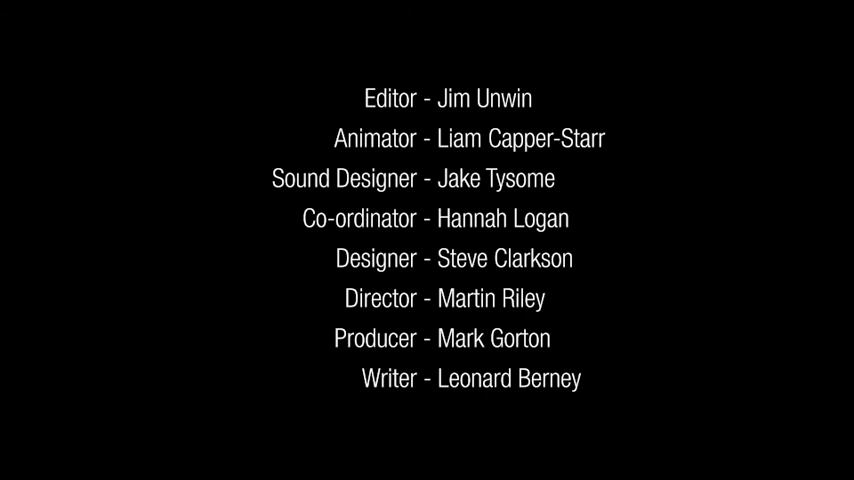 Editor - Jim Unwin
Animator - Liam Capper-Starr
Sound Designer - Jake Tysome
Co-ordinator - Hannah Logan
Designer - Steve Clarkson
Director - Martin Riley
Producer - Mark Gorton
Writer - Leonard Berney